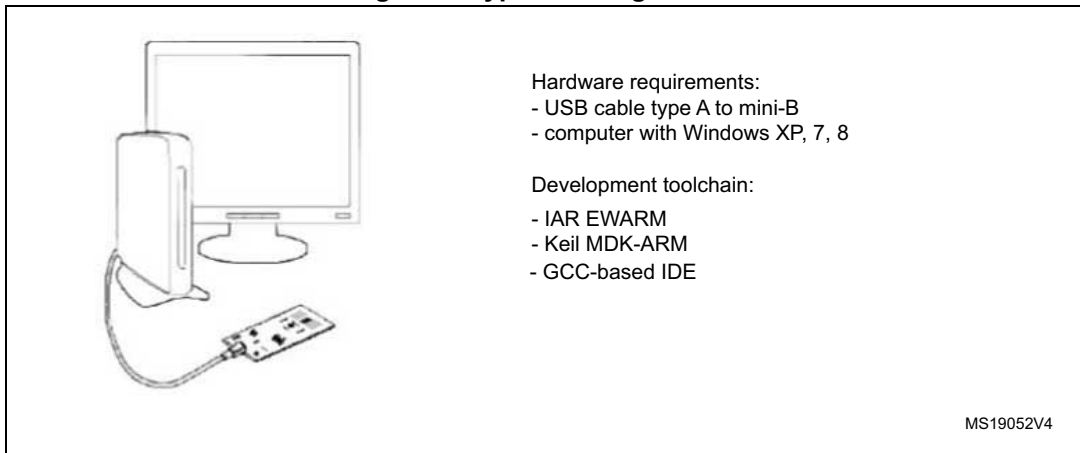 Hardware requirements:
- USB cable type A to mini-B
- computer with Windows XP, 7, 8
Development toolchain:
- IAR EWARM
- Keil MDK-ARM
- GCC-based IDE
MS19052V4